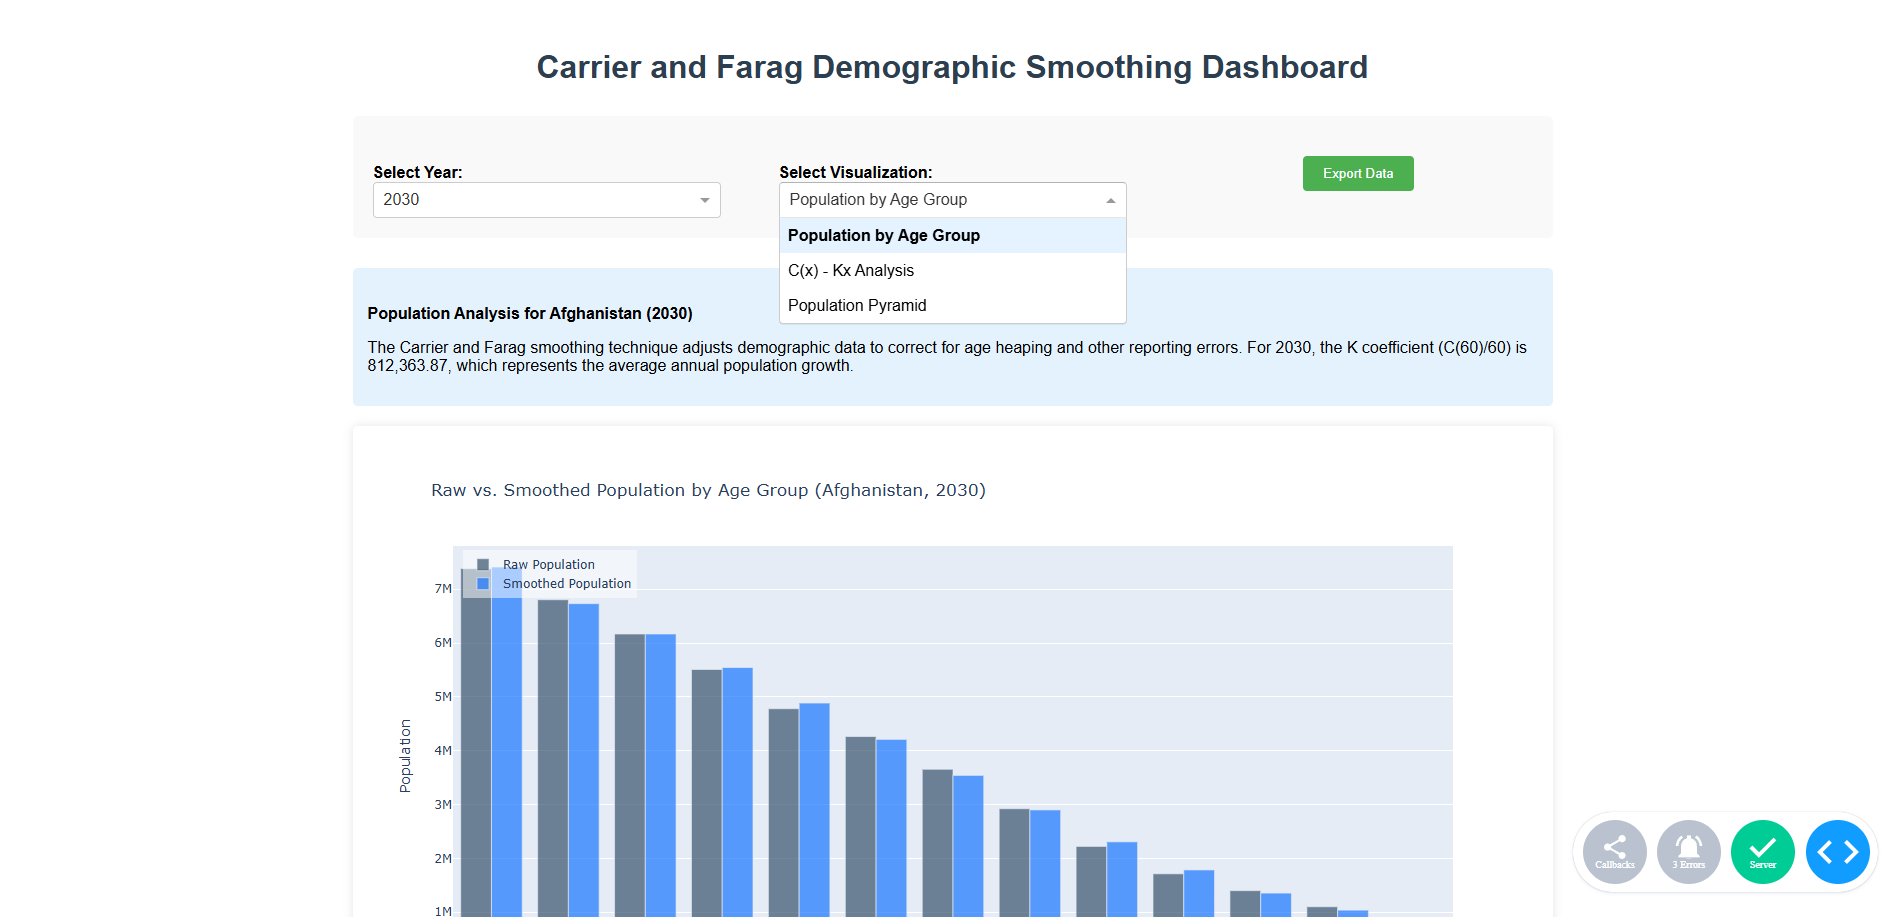 Carrier and Farag Demographic Smoothing Dashboard
Select Year:
2030
Select Visualization:
Population by Age Group
Population by Age Group
C(x) - Kx Analysis
Population Pyramid
Export Data
Population Analysis for Afghanistan (2030)
The Carrier and Farag smoothing technique adjusts demographic data to correct for age heaping and other reporting errors. For 2030, the K coefficient (C(60)/60) is
812,363.87, which represents the average annual population growth.
Raw vs. Smoothed Population by Age Group (Afghanistan, 2030)
Raw Population
Smoothed Population
7M
6M
5M
4M
3M
2M
1M
Population
Callbacks
3 Errors
Server